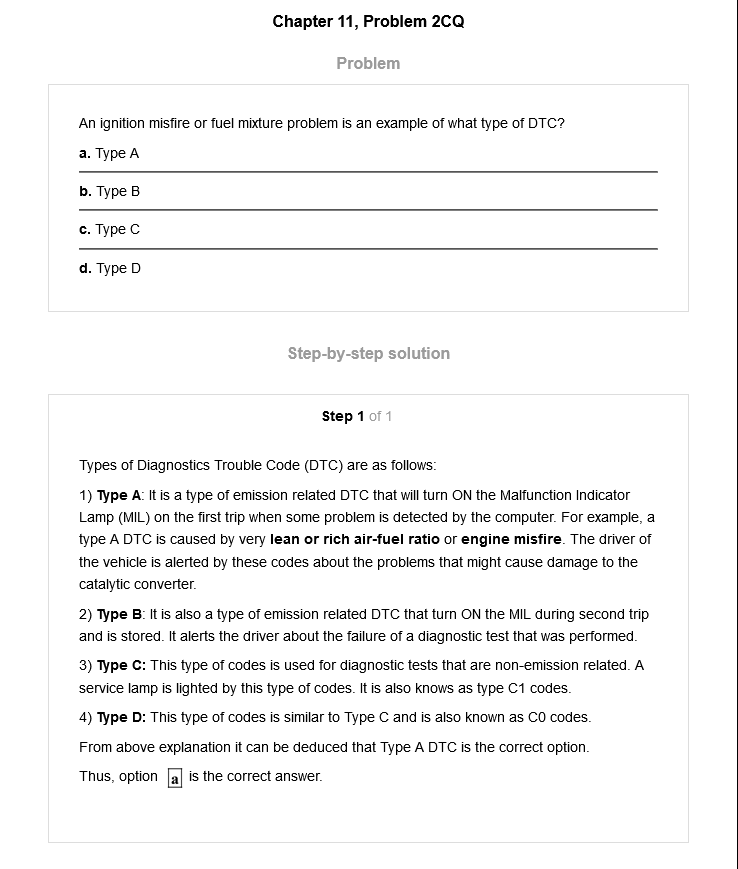 Chapter 11, Problem 2CQ
Problem
An ignition misfire or fuel mixture problem is an example of what type of DTC?
a. Type A
b. Type B
c. Type C
d. Type D
Step-by-step solution
Step 1 of 1
Types of Diagnostics Trouble Code (DTC) are as follows:
1) Type A: It is a type of emission related DTC that will turn ON the Malfunction Indicator
Lamp (MIL) on the first trip when some problem is detected by the computer. For example, a
type A DTC is caused by very lean or rich air-fuel ratio or engine misfire. The driver of
the vehicle is alerted by these codes about the problems that might cause damage to the
catalytic converter.
2) Type B: It is also a type of emission related DTC that turn ON the MIL during second trip
and is stored. It alerts the driver about the failure of a diagnostic test that was performed.
3) Type C: This type of codes is used for diagnostic tests that are non-emission related. A
service lamp is lighted by this type of codes. It is also knows as type C1 codes.
4) Type D: This type of codes is similar to Type C and is also known as C0 codes.
From above explanation it can be deduced that Type A DTC is the correct option.
Thus, option a is the correct answer.